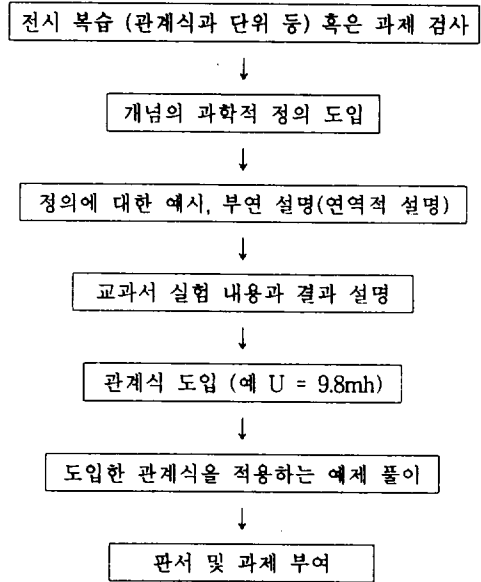 전시 복습 (관계식과 단위 등) 혹은 과제 검사
↓
개념의 과학적 정의 도입
↓
정의에 대한 예시, 부연 설명(연역적 설명)
↓
교과서 실험 내용과 결과 설명
↓
관계식 도입 (예 U = 9.8mh)
↓
도입한 관계식을 적용하는 예제 풀이
↓
판서 및 과제 부여